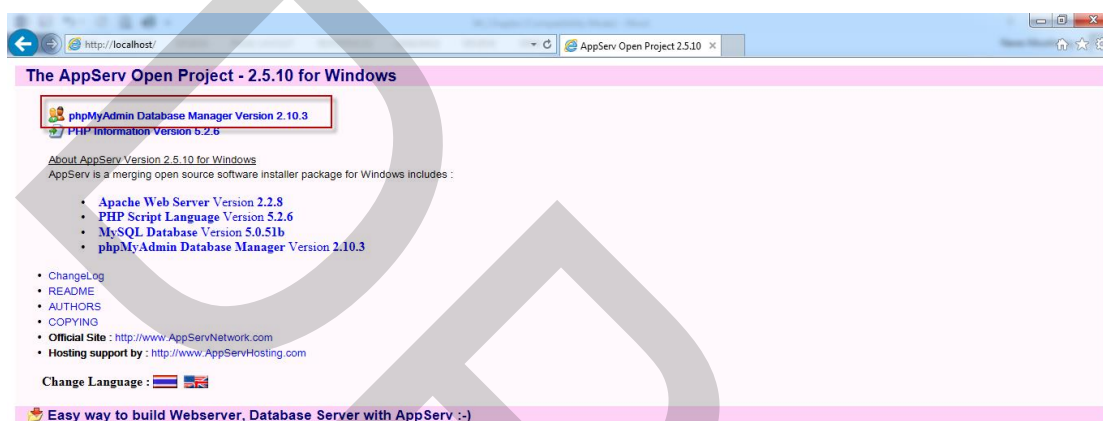 http://localhost/
AppServ Open Project 2.5.10
The AppServ Open Project - 2.5.10 for Windows
phpMyAdmin Database Manager Version 2.10.3
PHP Information Version 5.2.6
About AppServ Version 2.5.10 for Windows
AppServ is a merging open source software installer package for Windows includes :
• Apache Web Server Version 2.2.8
• PHP Script Language Version 5.2.6
• MySQL Database Version 5.0.51b
• phpMyAdmin Database Manager Version 2.10.3
• ChangeLog
• README
• AUTHORS
• COPYING
• Official Site : http://www.AppServNetwork.com
• Hosting support by : http://www.AppServHosting.com
Change Language :
Easy way to build Webserver, Database Server with AppServ :-)